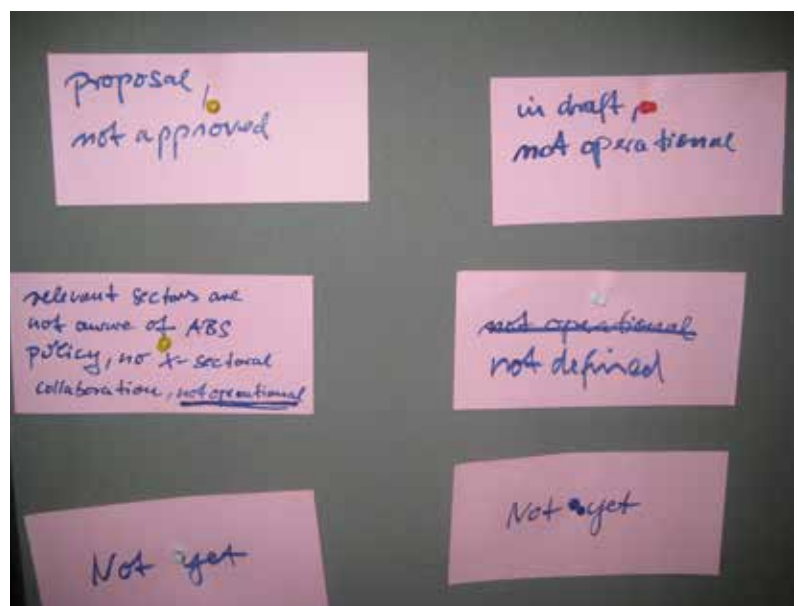 proposal,
not approved
in draft,
not operational
relevant sectors are
not aware of ABS
policy, no x-sectoral
collaboration, not operational
not operational
not defined
Not yet
Not yet